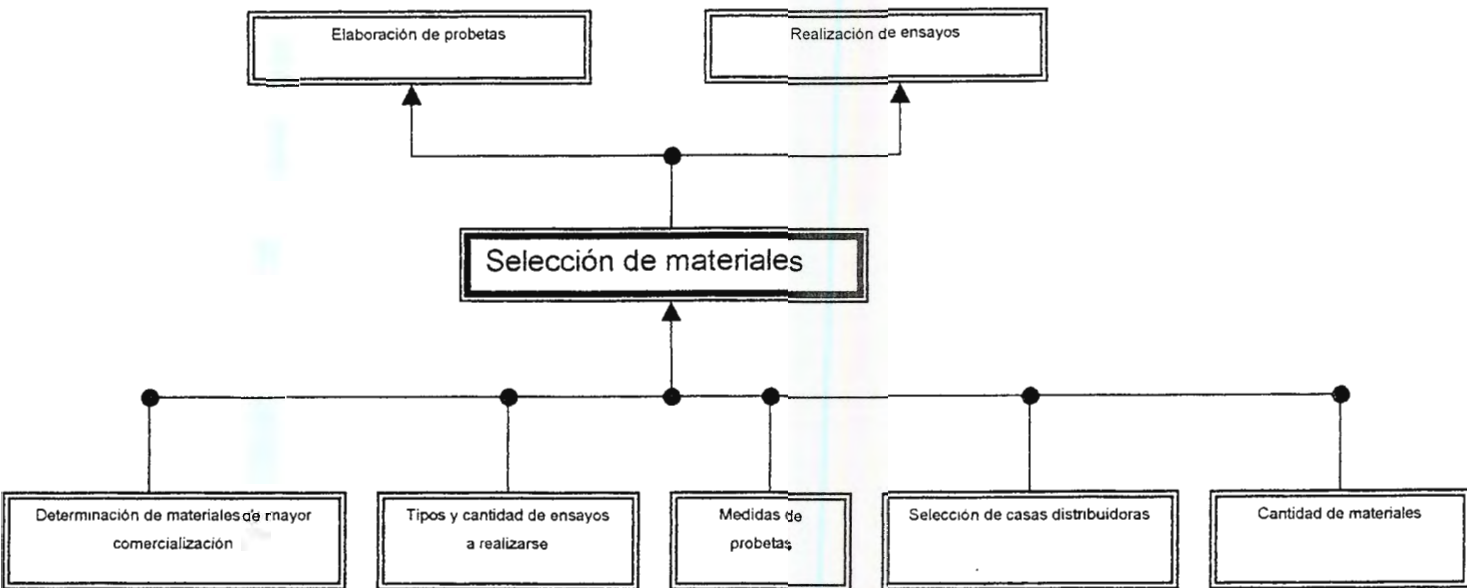 Elaboración de probetas
Realización de ensayos
Selección de materiales
Determinación de materiales de mayor
comercialización
Tipos y cantidad de ensayos
a realizarse
Medidas de
probetas
Selección de casas distribuidoras
Cantidad de materiales